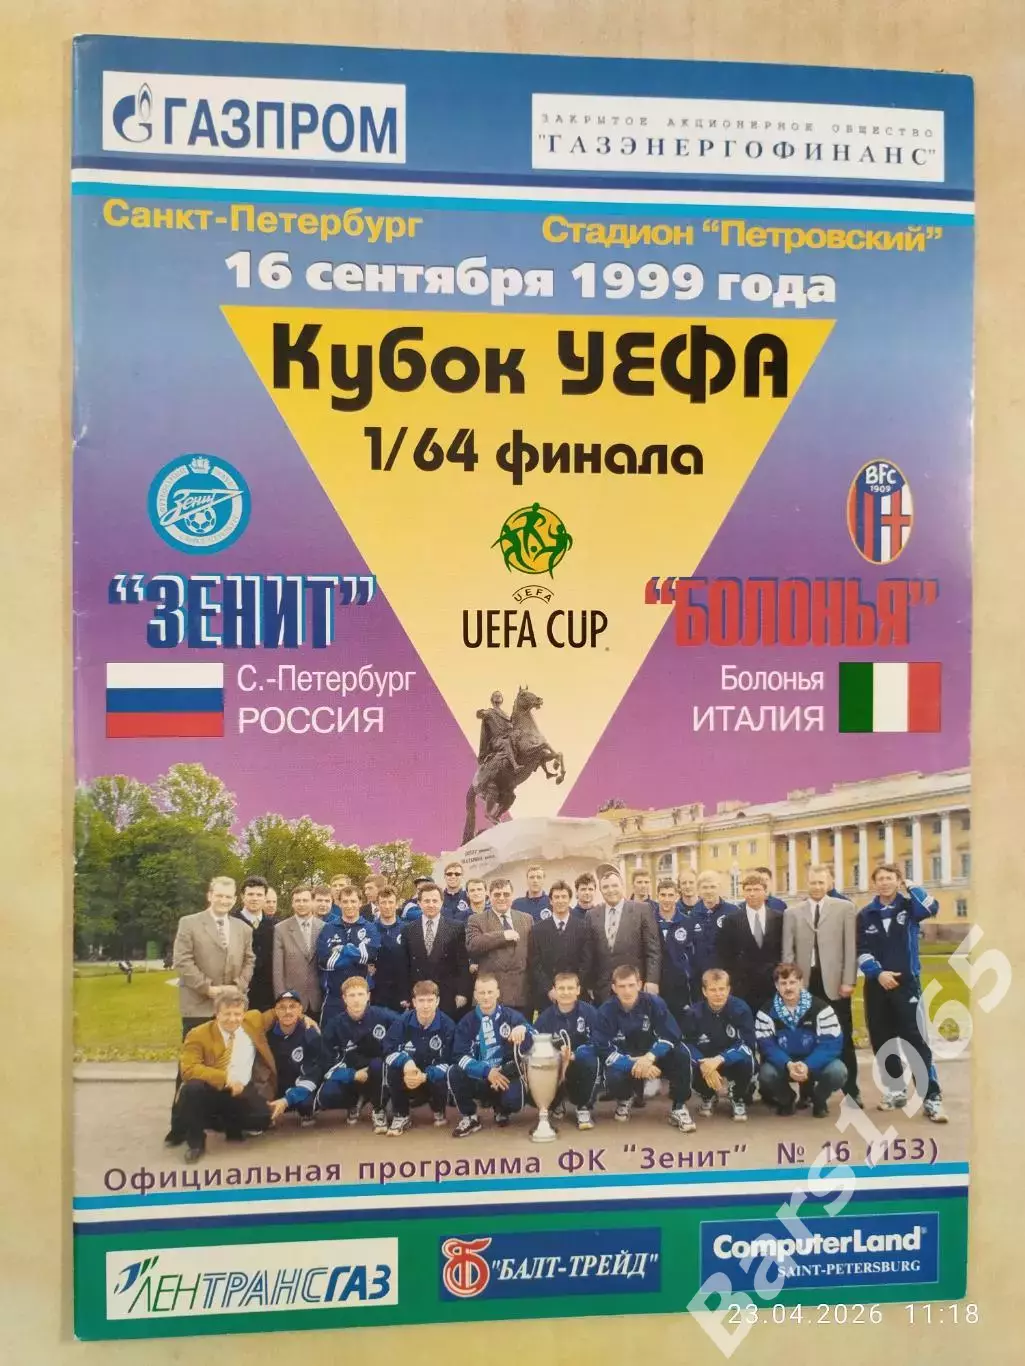 ГАЗПРОМ
ЗАКРЫТОЕ АКЦИОНЕРНОЕ ОБЩЕСТВО
"ГАЗЭНЕРГОФИНАНС"
Санкт-Петербург
Стадион "Петровский"
16 сентября 1999 года
Кубок УЕФА
1/64 финала
Зенит
BFC
1909
UEFA
UEFA CUP
"ЗЕНИТ"
"БОЛОНЬЯ"
С.-Петербург
РОССИЯ
Болонья
ИТАЛИЯ
Официальная программа ФК "Зенит" № 16 (153)
ЛЕНТРАНСГАЗ
"БАЛТ-ТРЕЙД"
ComputerLand®
SAINT-PETERSBURG
Bars1965
23.04.2026 11:18